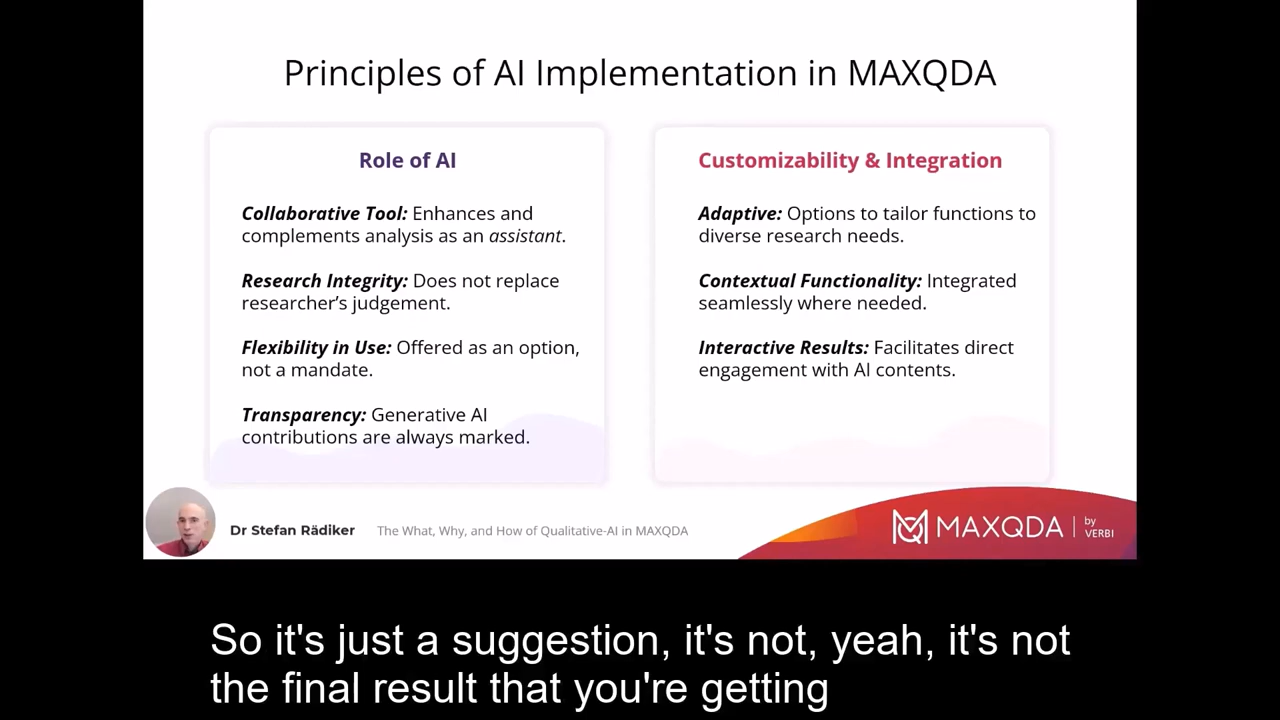 Principles of AI Implementation in MAXQDA
Role of AI
Collaborative Tool: Enhances and
complements analysis as an assistant.
Research Integrity: Does not replace
researcher's judgement.
Flexibility in Use: Offered as an option,
not a mandate.
Transparency: Generative AI
contributions are always marked.
Customizability & Integration
Adaptive: Options to tailor functions to
diverse research needs.
Contextual Functionality: Integrated
seamlessly where needed.
Interactive Results: Facilitates direct
engagement with AI contents.
Dr Stefan Rädiker
The What, Why, and How of Qualitative-AI in MAXQDA
MAXQDA
by
VERBI
So it's just a suggestion, it's not, yeah, it's not
the final result that you're getting